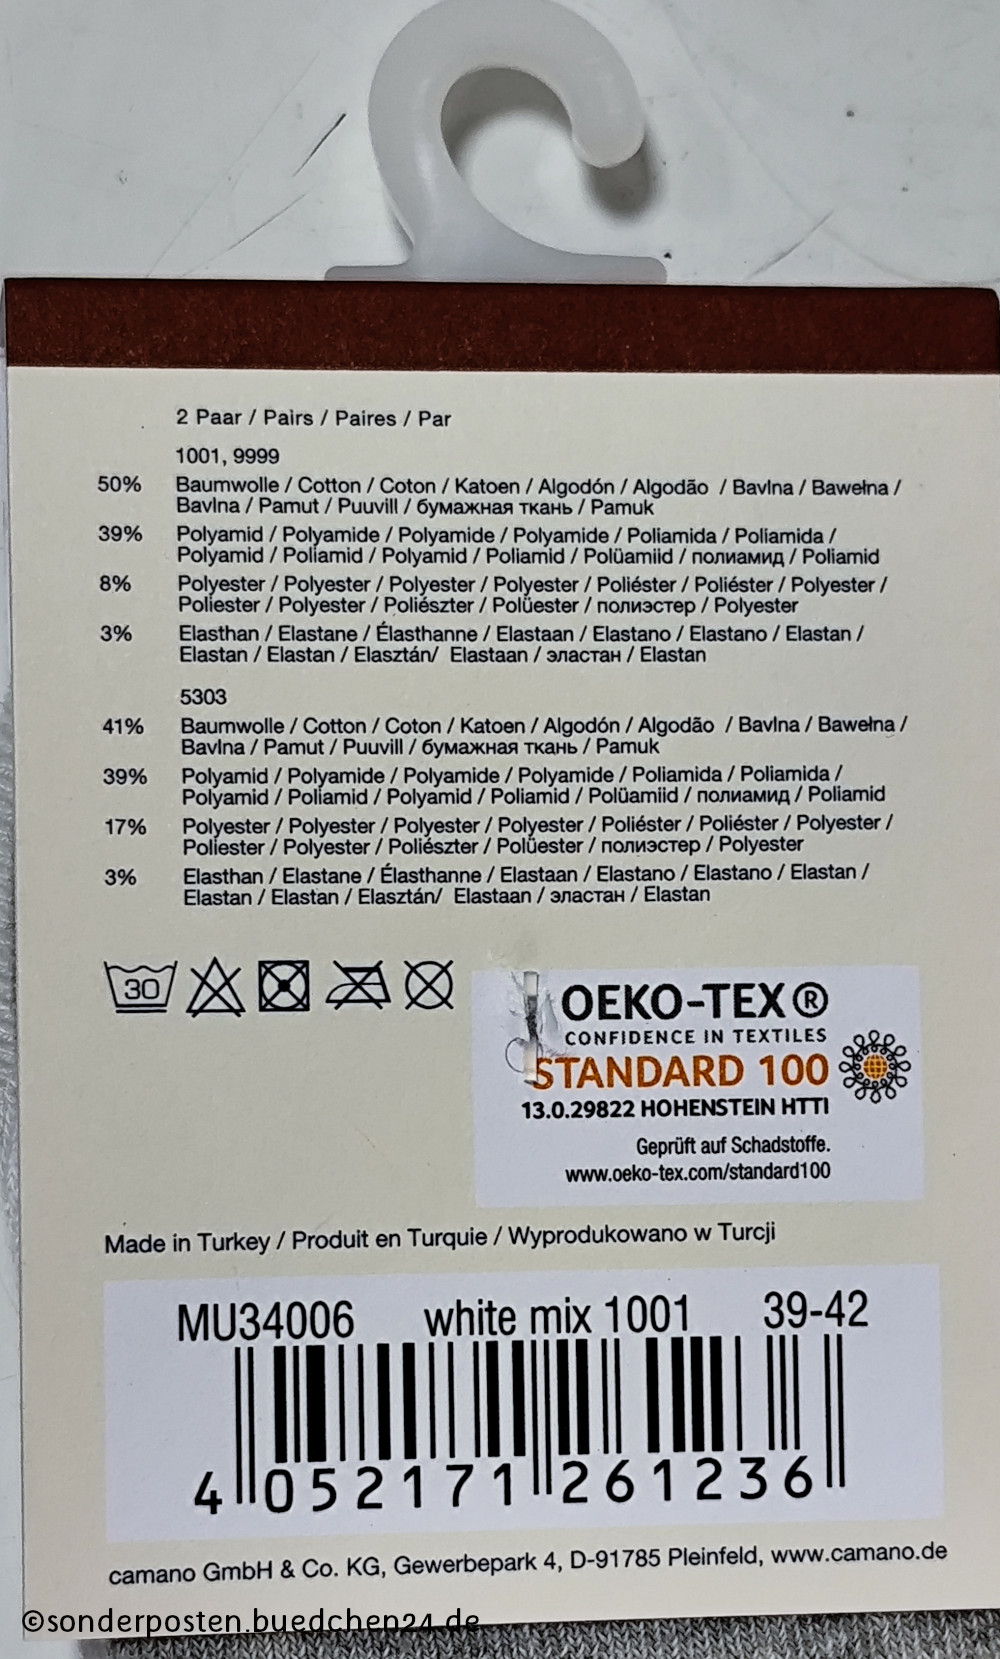 2 Paar / Pairs / Paires / Par
1001, 9999
50% Baumwolle / Cotton / Coton / Katoen / Algodón / Algodão / Bavlna / Bawełna /
Bavlna / Pamut / Puuvill / бумажная ткань / Pamuk
39% Polyamid / Polyamide / Polyamide / Polyamide / Poliamida / Poliamida /
Polyamid / Poliamid / Polyamid / Poliamid / Polüamiid / полиамид / Poliamid
8% Polyester / Polyester / Polyester / Polyester / Poliéster / Poliéster / Polyester /
Poliester / Polyester / Poliészter / Polüester / полиэстер / Polyester
3% Elasthan / Elastane / Élasthanne / Elastaan / Elastano / Elastano / Elastan /
Elastan / Elastan / Elasztán/ Elastaan / эластан / Elastan
5303
41% Baumwolle / Cotton / Coton / Katoen / Algodón / Algodão / Bavlna / Bawełna /
Bavlna / Pamut / Puuvill / бумажная ткань / Pamuk
39% Polyamid / Polyamide / Polyamide / Polyamide / Poliamida / Poliamida /
Polyamid / Poliamid / Polyamid / Poliamid / Polüamiid / полиамид / Poliamid
17% Polyester / Polyester / Polyester / Polyester / Poliéster / Poliéster / Polyester /
Poliester / Polyester / Poliészter / Polüester / полиэстер / Polyester
3% Elasthan / Elastane / Élasthanne / Elastaan / Elastano / Elastano / Elastan /
Elastan / Elastan / Elasztán/ Elastaan / эластан / Elastan
30
OEKO-TEX®
CONFIDENCE IN TEXTILES
STANDARD 100
13.0.29822 HOHENSTEIN HTTI
Geprüft auf Schadstoffe.
www.oeko-tex.com/standard100
Made in Turkey / Produit en Turquie / Wyprodukowano w Turcji
MU34006 white mix 1001 39-42
4 052171 261236
camano GmbH & Co. KG, Gewerbepark 4, D-91785 Pleinfeld, www.camano.de
©sonderposten.buedchen24.de